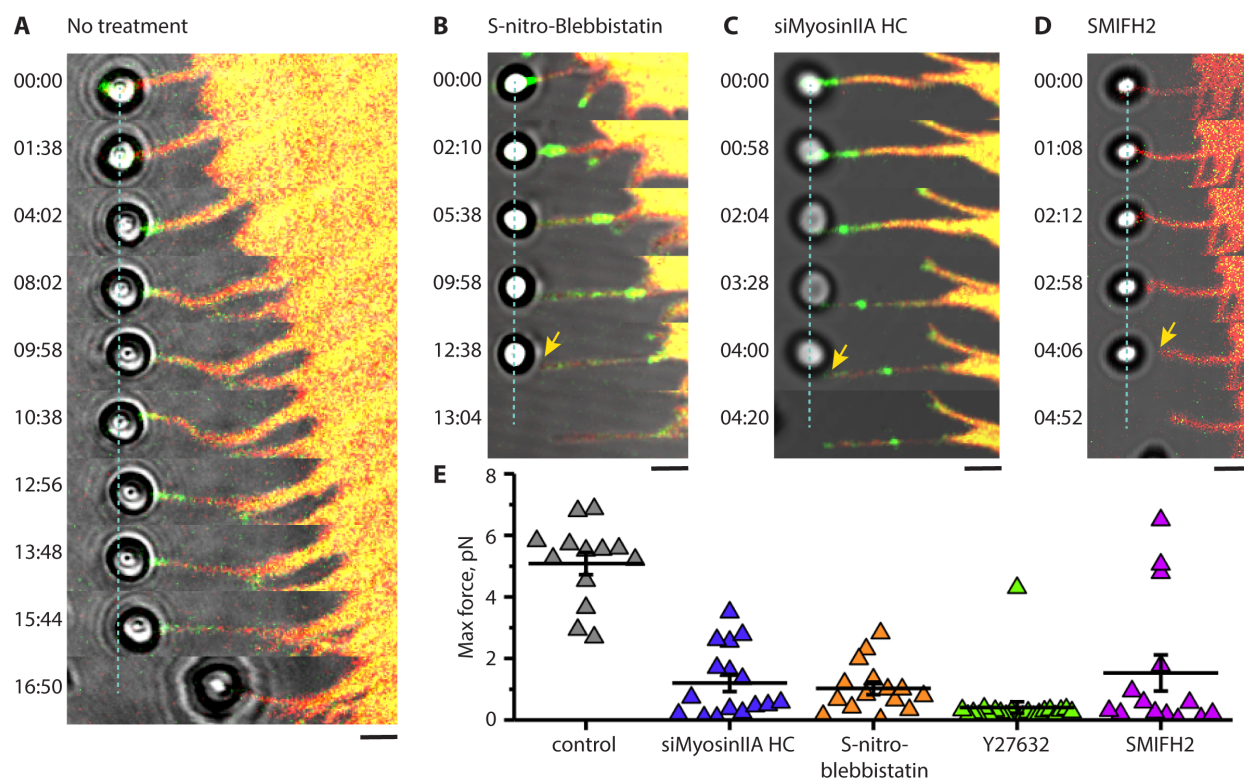 A No treatment
00:00
01:38
04:02
08:02
09:58
10:38
12:56
13:48
15:44
16:50
B S-nitro-Blebbistatin
00:00
02:10
05:38
09:58
12:38
13:04
C siMyosinIIA HC
00:00
00:58
02:04
03:28
04:00
04:20
D SMIFH2
00:00
01:08
02:12
02:58
04:06
04:52
E
Max force, pN
8
6
4
2
0
control
siMyosinIIA HC
S-nitro-
blebbistatin
Y27632
SMIFH2